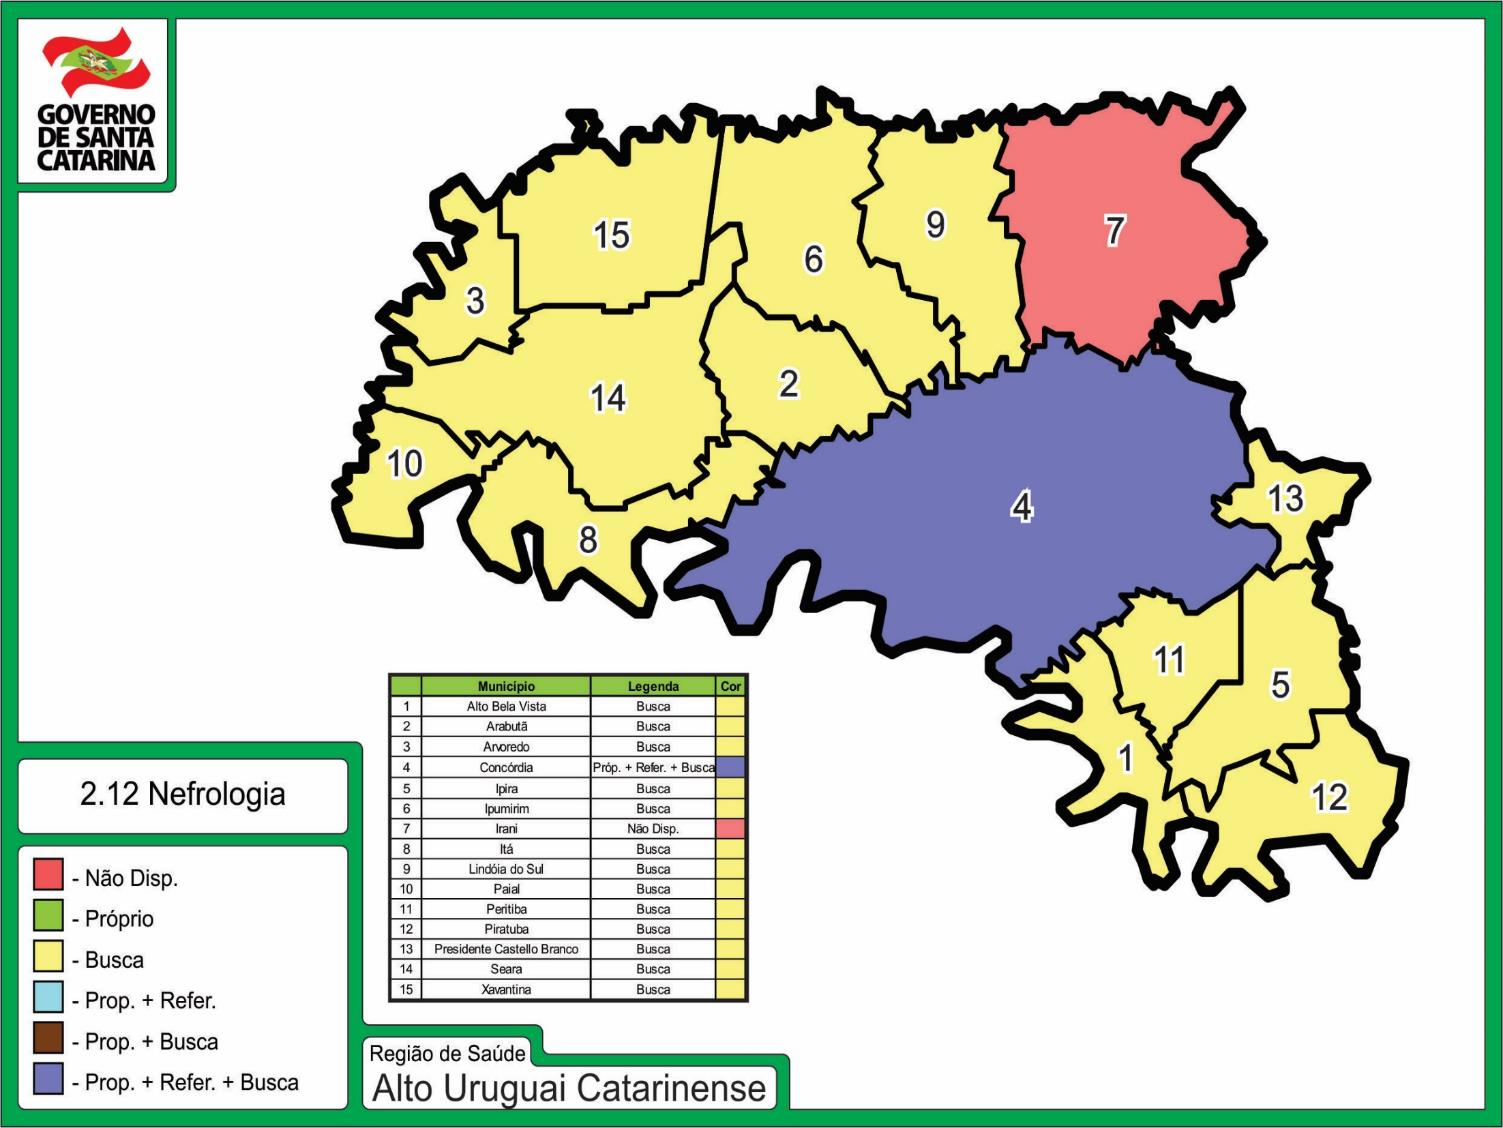 GOVERNO
DE SANTA
CATARINA
15
9
7
6
3
2
14
10
4
13
8
11
5
1
12
Município Legenda Cor
1 Alto Bela Vista Busca
2 Arabutã Busca
3 Arvoredo Busca
4 Concórdia Próp. + Refer. + Busca
5 Ipira Busca
6 Ipumirim Busca
7 Irani Não Disp.
8 Itá Busca
9 Lindóia do Sul Busca
10 Paial Busca
11 Peritiba Busca
12 Piratuba Busca
13 Presidente Castello Branco Busca
14 Seara Busca
15 Xavantina Busca
2.12 Nefrologia
- Não Disp.
- Próprio
- Busca
- Prop. + Refer.
- Prop. + Busca
- Prop. + Refer. + Busca
Região de Saúde
Alto Uruguai Catarinense